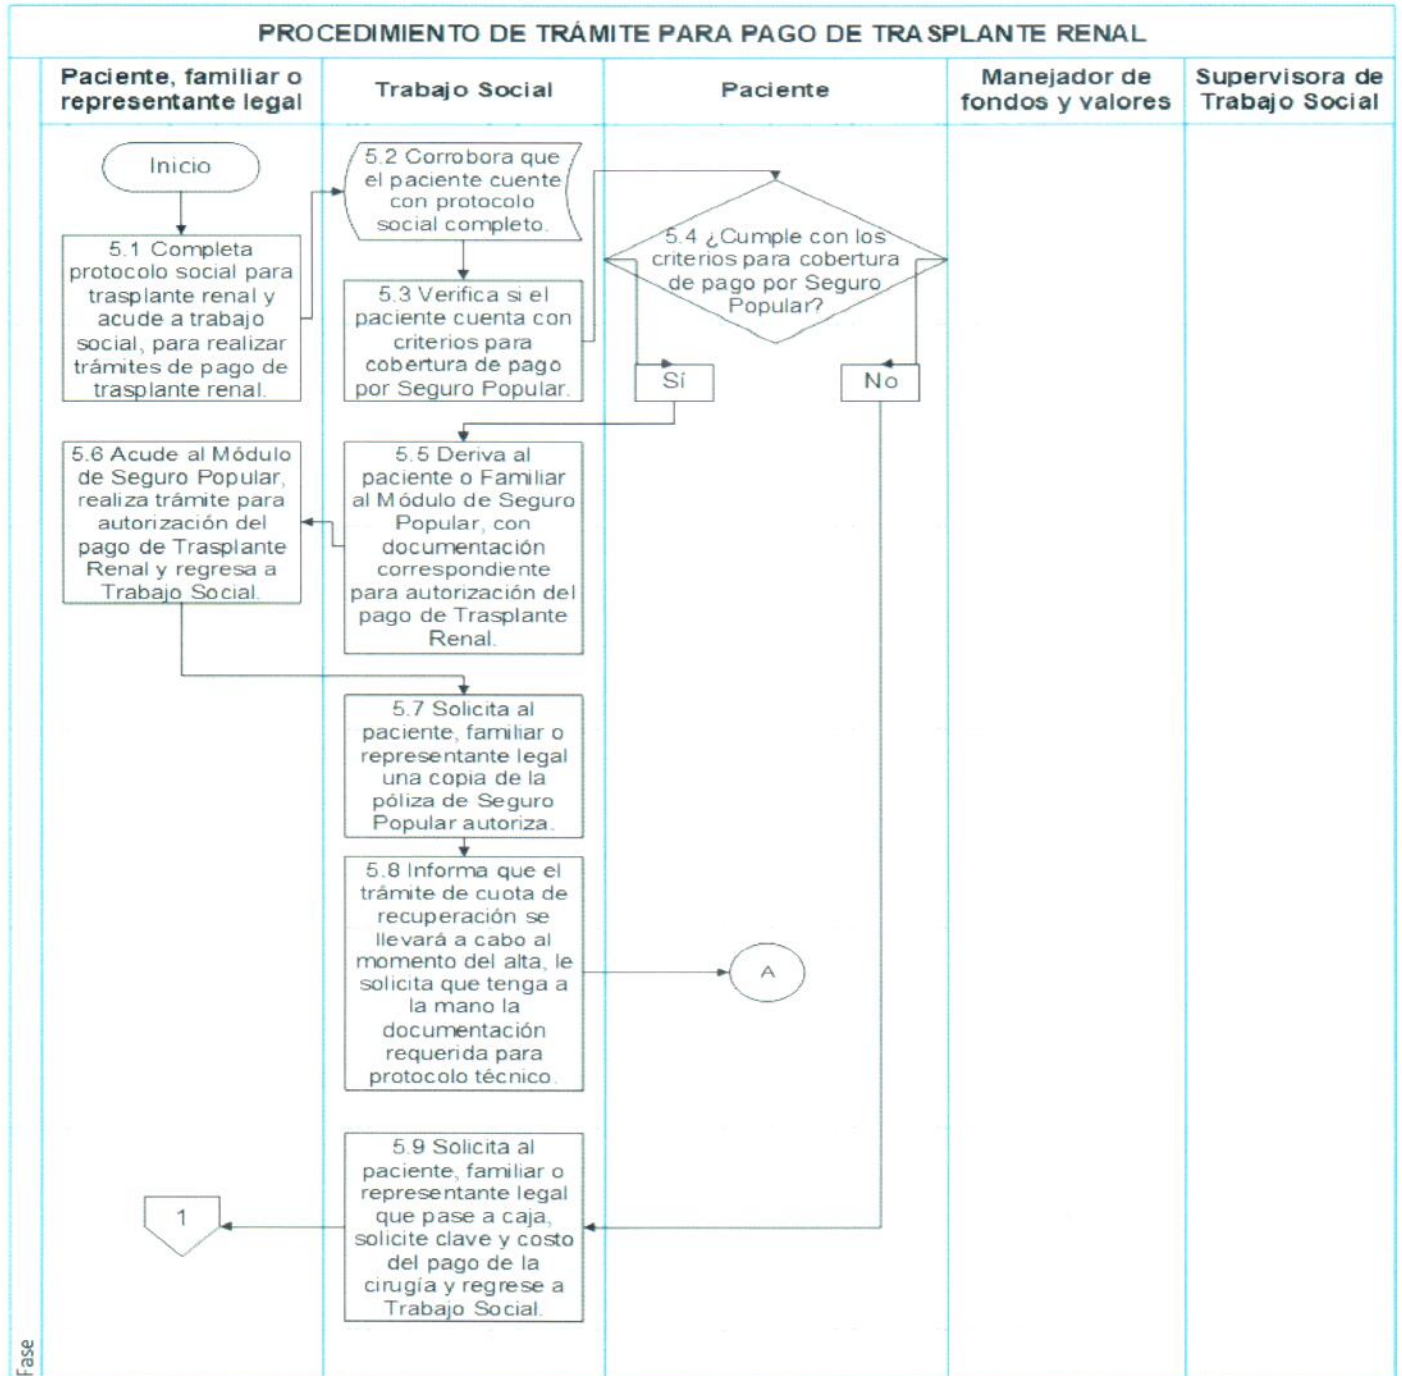 PROCEDIMIENTO DE TRÁMITE PARA PAGO DE TRASPLANTE RENAL
Paciente, familiar o
representante legal
Trabajo Social
Paciente
Manejador de
fondos y valores
Supervisora de
Trabajo Social
Inicio
5.1 Completa
protocolo social para
trasplante renal y
acude a trabajo
social, para realizar
trámites de pago de
trasplante renal.
5.2 Corrobora que
el paciente cuente
con protocolo
social completo.
5.3 Verifica si el
paciente cuenta con
criterios para
cobertura de pago
por Seguro Popular.
5.4 ¿Cumple con los
criterios para cobertura
de pago por Seguro
Popular?
Sí
No
5.5 Deriva al
paciente o Familiar
al Módulo de Seguro
Popular, con
documentación
correspondiente
para autorización del
pago de Trasplante
Renal.
5.6 Acude al Módulo
de Seguro Popular,
realiza trámite para
autorización del
pago de Trasplante
Renal y regresa a
Trabajo Social.
5.7 Solicita al
paciente, familiar o
representante legal
una copia de la
póliza de Seguro
Popular autoriza.
5.8 Informa que el
trámite de cuota de
recuperación se
llevará a cabo al
momento del alta, le
solicita que tenga a
la mano la
documentación
requerida para
protocolo técnico.
A
5.9 Solicita al
paciente, familiar o
representante legal
que pase a caja,
solicite clave y costo
del pago de la
cirugía y regrese a
Trabajo Social.
1
Fase